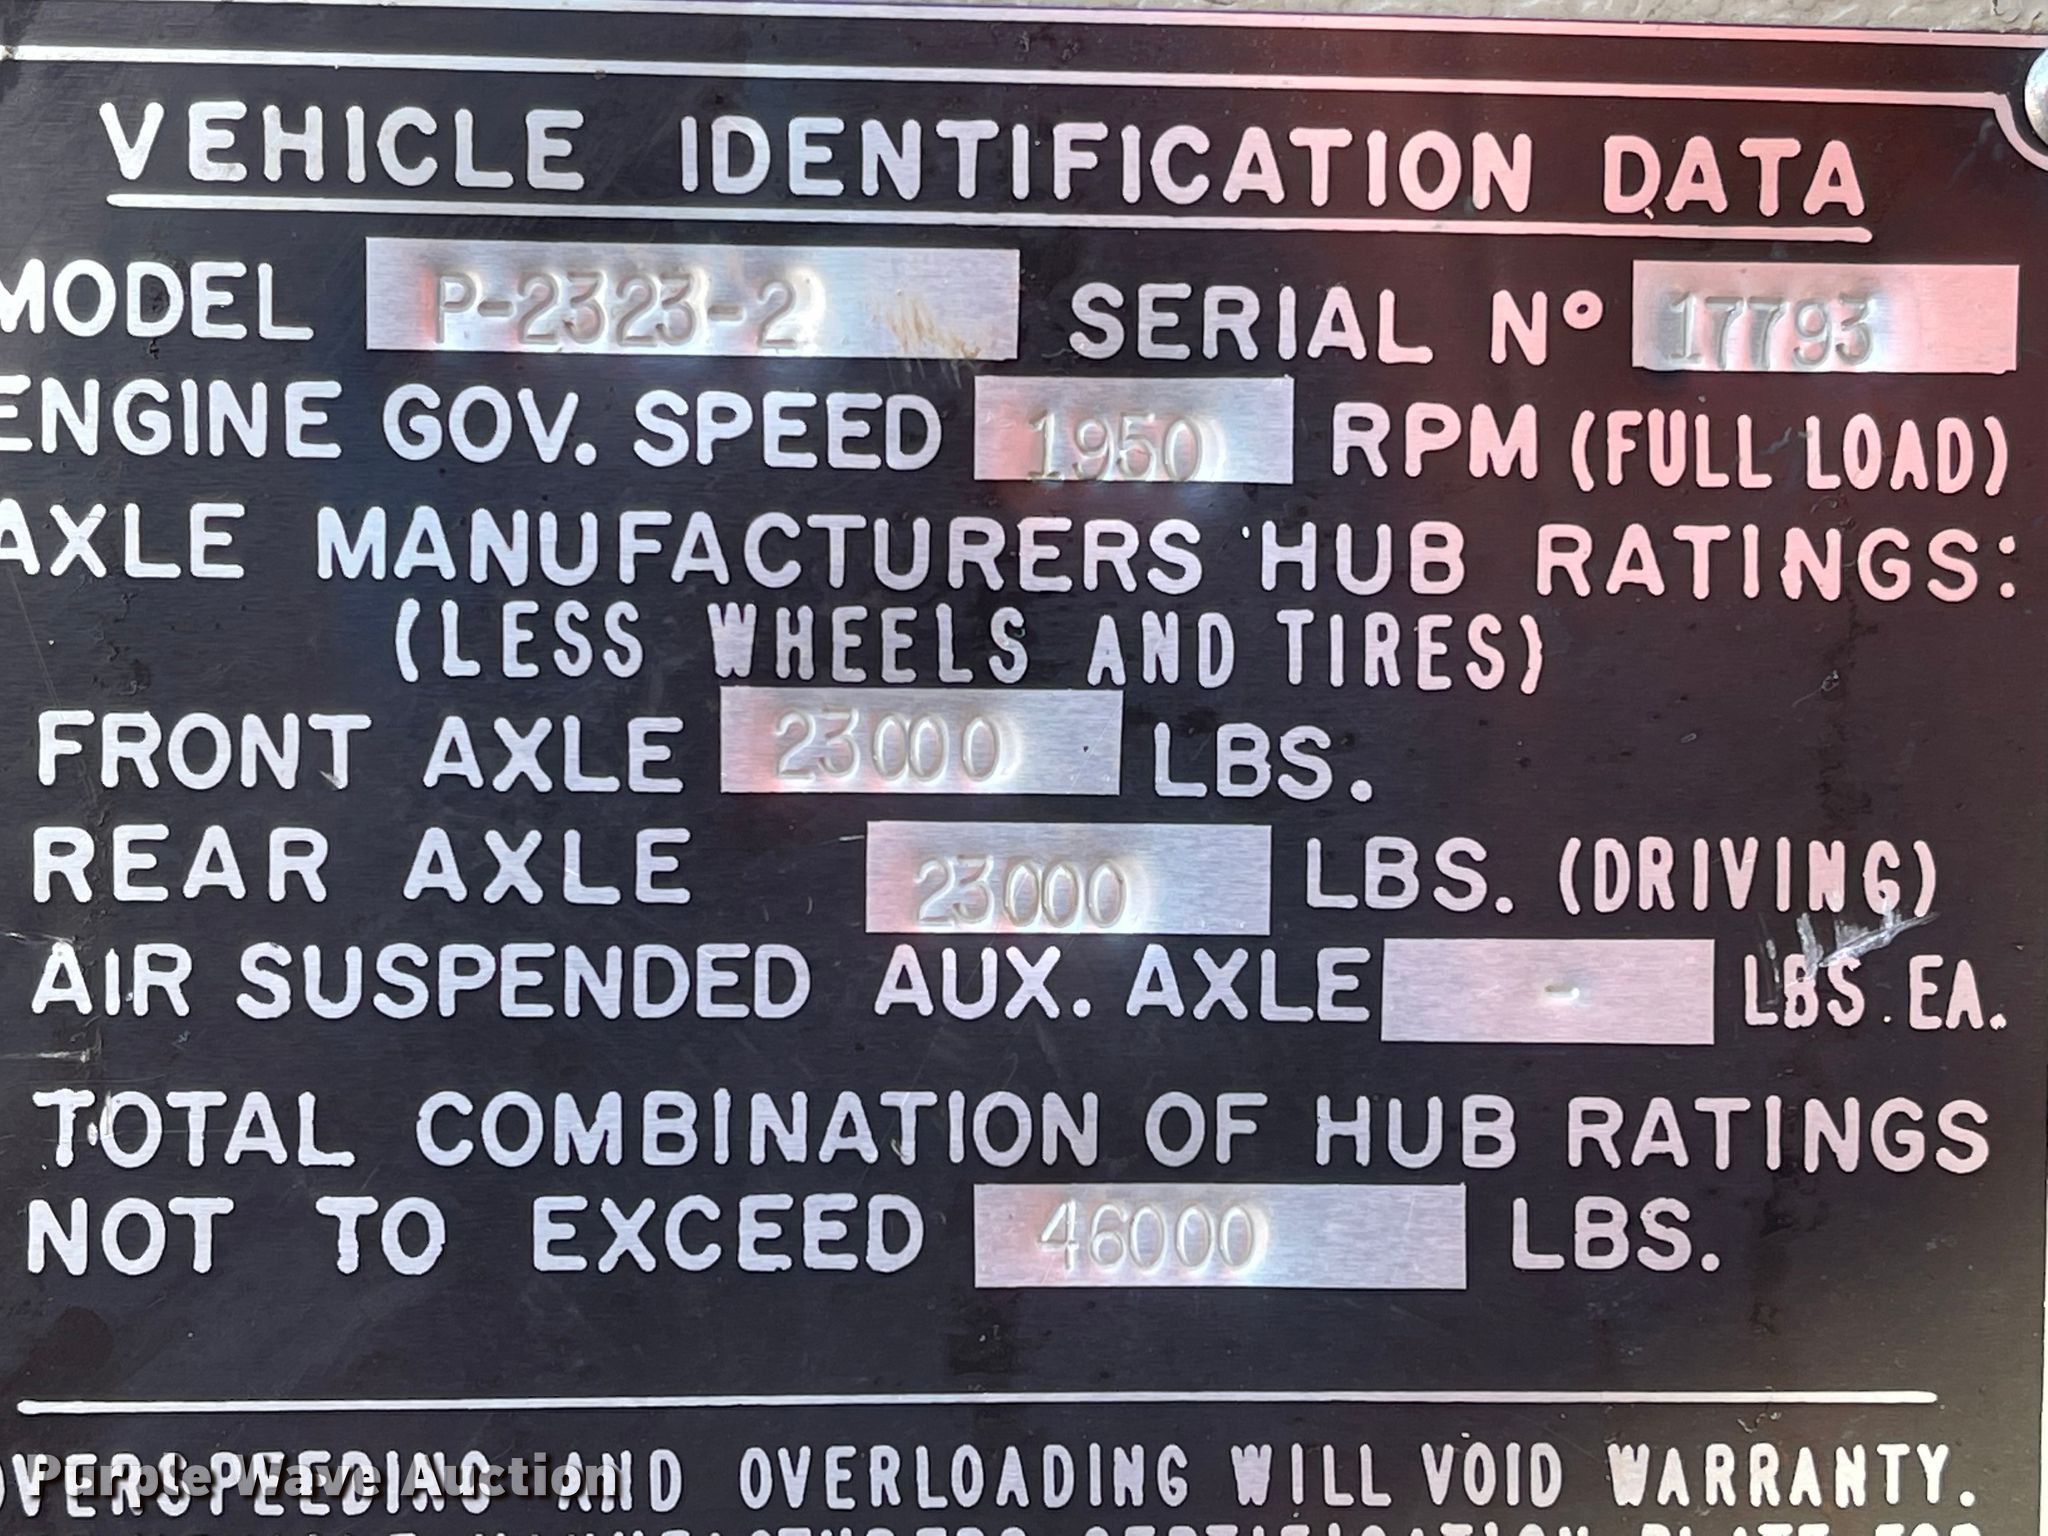 VEHICLE IDENTIFICATION DATA
MODEL P-2323-2 SERIAL Nº 17793
ENGINE GOV. SPEED 1950 RPM (FULL LOAD)
AXLE MANUFACTURERS HUB RATINGS:
(LESS WHEELS AND TIRES)
FRONT AXLE 23000 LBS.
REAR AXLE 23000 LBS. (DRIVING)
AIR SUSPENDED AUX. AXLE - LBS. EA.
TOTAL COMBINATION OF HUB RATINGS
NOT TO EXCEED 46000 LBS.
OVERSPEEDING AND OVERLOADING WILL VOID WARRANTY.
Purple Wave Auction